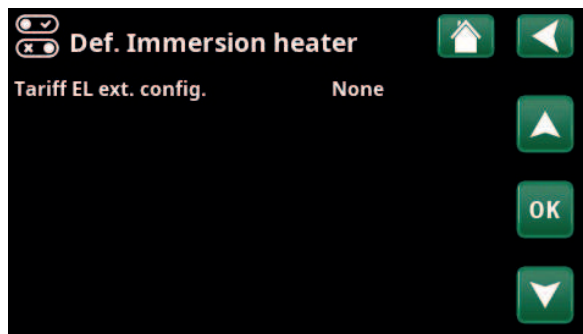 Def. Immersion heater
Tariff EL ext. config. None
OK